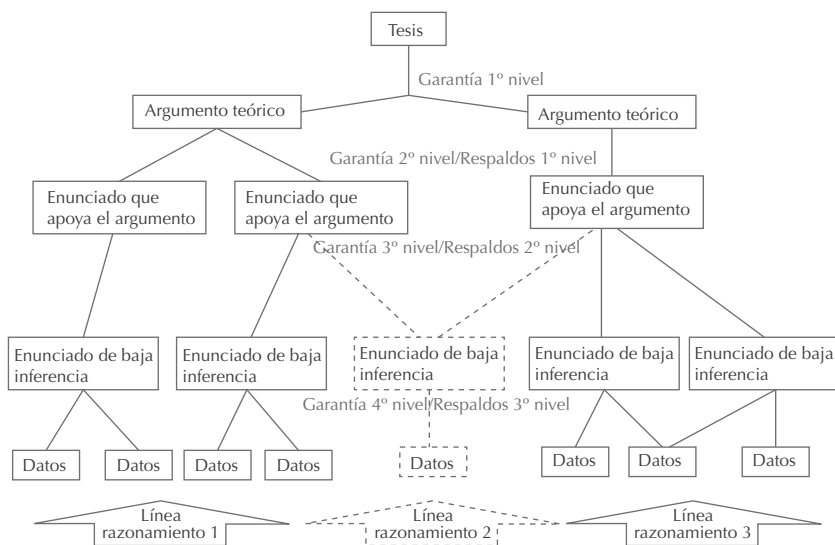 Tesis
Garantía 1º nivel
Argumento teórico
Argumento teórico
Garantía 2º nivel/Respaldos 1º nivel
Enunciado que
apoya el argumento
Enunciado que
apoya el argumento
Enunciado que
apoya el argumento
Garantía 3º nivel/Respaldos 2º nivel
Enunciado de baja
inferencia
Enunciado de baja
inferencia
Enunciado de baja
inferencia
Enunciado de baja
inferencia
Enunciado de baja
inferencia
Garantía 4º nivel/Respaldos 3º nivel
Datos
Datos
Datos
Datos
Datos
Datos
Datos
Datos
Línea
razonamiento 1
Línea
razonamiento 2
Línea
razonamiento 3